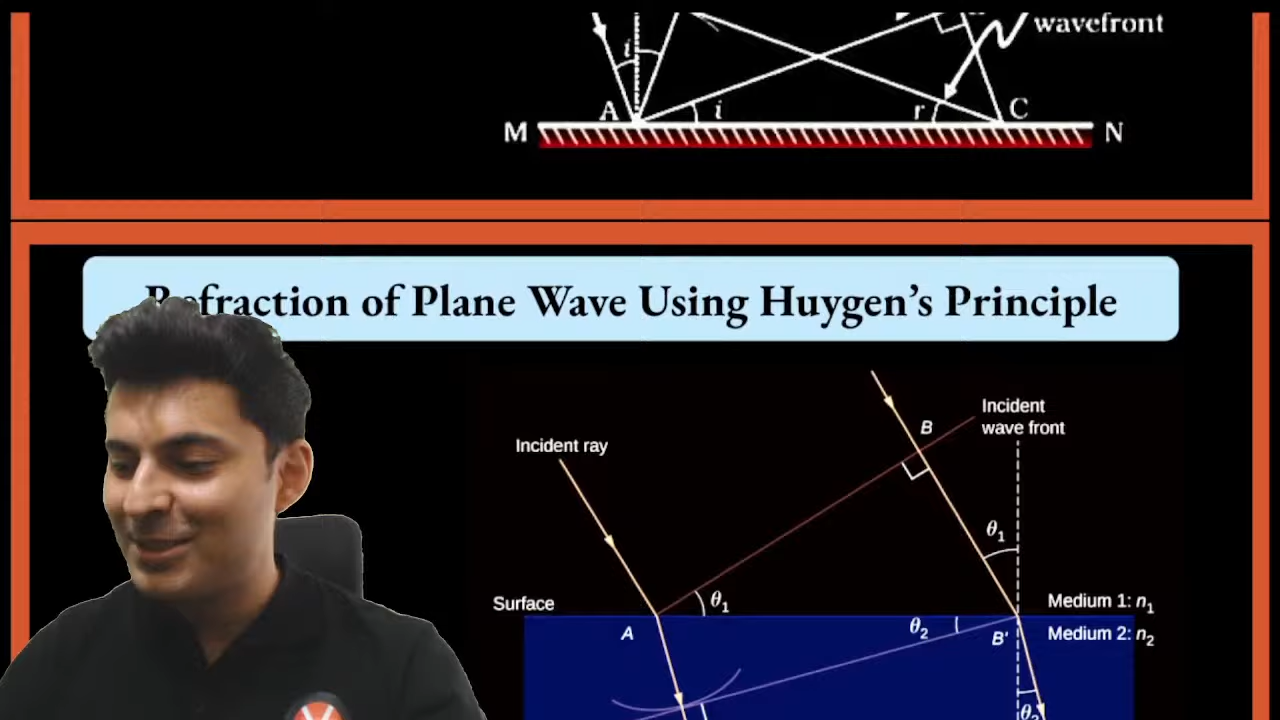 wavefront
i
A
i
r
C
M
N
Refraction of Plane Wave Using Huygen’s Principle
Incident
wave front
B
Incident ray
θ1
Surface
θ1
Medium 1: n1
A
θ2
B'
Medium 2: n2
θ2